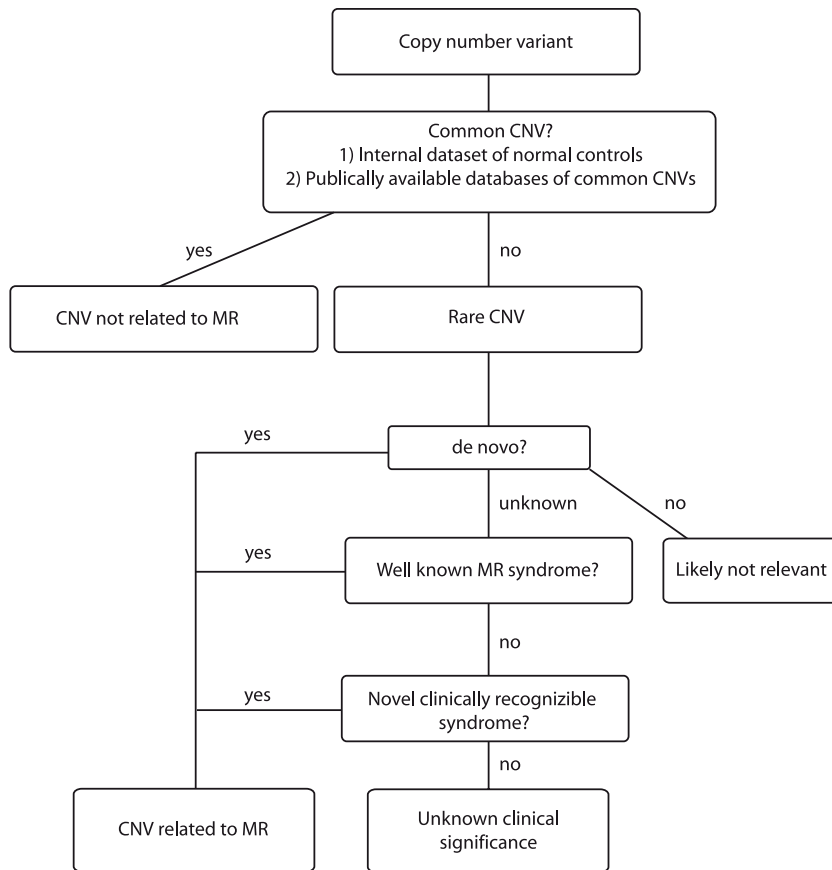 Copy number variant
Common CNV?
1) Internal dataset of normal controls
2) Publically available databases of common CNVs
yes
no
CNV not related to MR
Rare CNV
yes
de novo?
unknown
no
yes
Well known MR syndrome?
Likely not relevant
no
yes
Novel clinically recognizible
syndrome?
no
CNV related to MR
Unknown clinical
significance